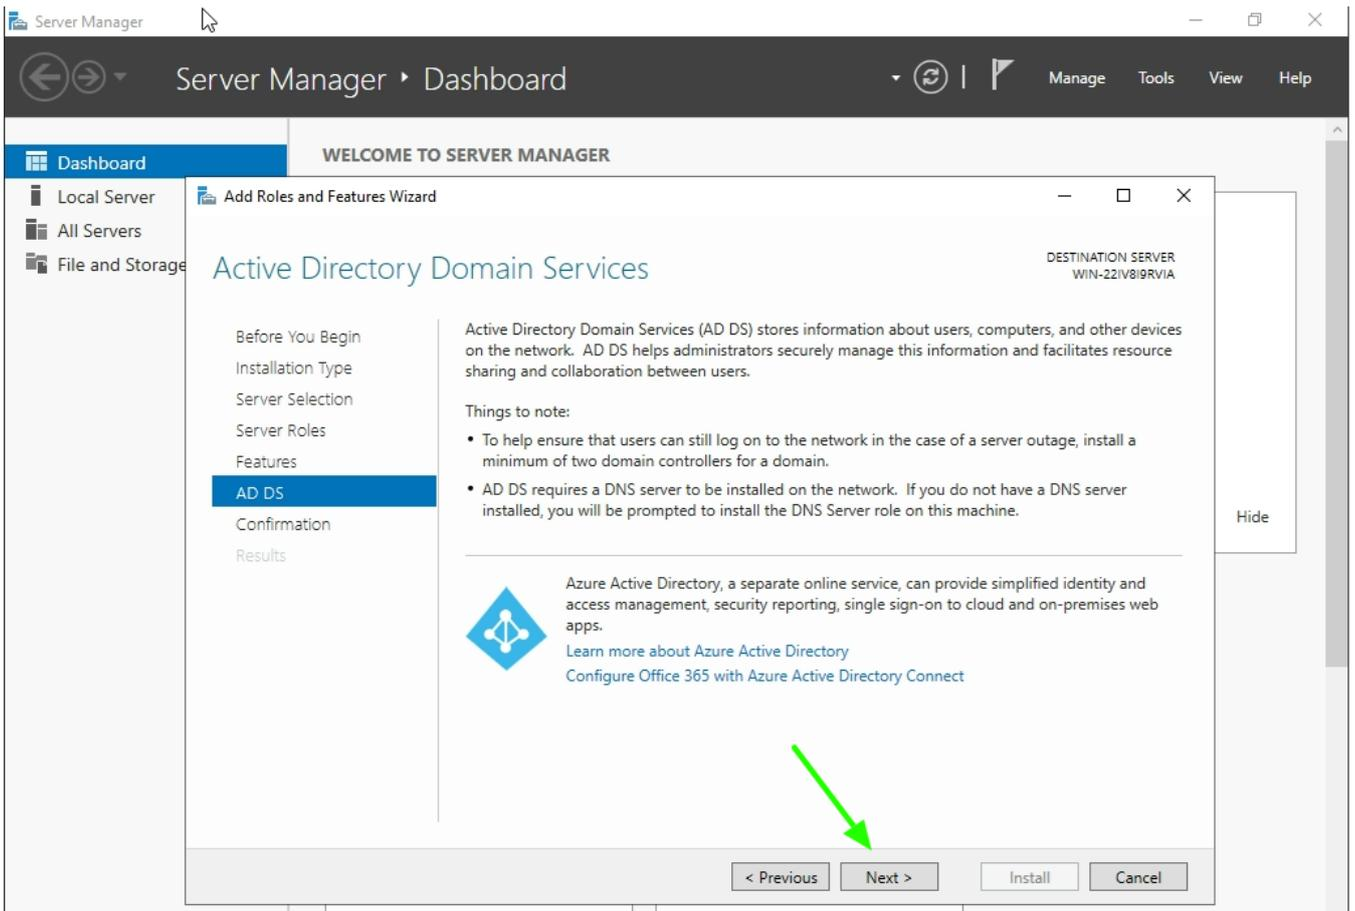 Server Manager
Server Manager ‣ Dashboard
Manage Tools View Help
Dashboard
Local Server
All Servers
File and Storage
WELCOME TO SERVER MANAGER
Add Roles and Features Wizard
Active Directory Domain Services
DESTINATION SERVER
WIN-22IV8I9RVIA
Before You Begin
Installation Type
Server Selection
Server Roles
Features
AD DS
Confirmation
Results
Active Directory Domain Services (AD DS) stores information about users, computers, and other devices
on the network. AD DS helps administrators securely manage this information and facilitates resource
sharing and collaboration between users.
Things to note:
• To help ensure that users can still log on to the network in the case of a server outage, install a
minimum of two domain controllers for a domain.
• AD DS requires a DNS server to be installed on the network. If you do not have a DNS server
installed, you will be prompted to install the DNS Server role on this machine.
Azure Active Directory, a separate online service, can provide simplified identity and
access management, security reporting, single sign-on to cloud and on-premises web
apps.
Learn more about Azure Active Directory
Configure Office 365 with Azure Active Directory Connect
Hide
< Previous Next > Install Cancel